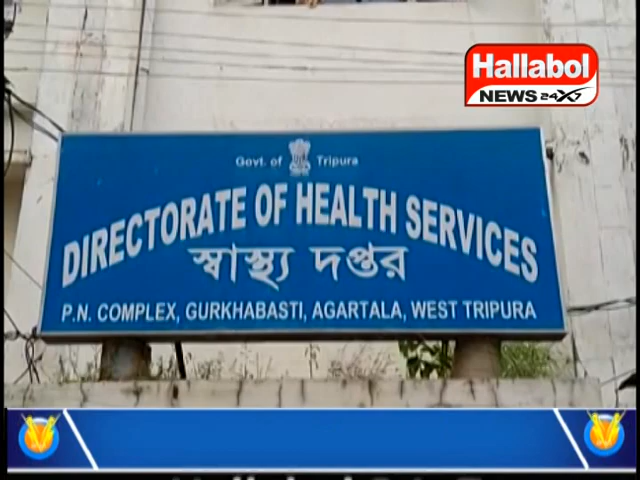 Hallabol
NEWS 24X7
Govt. of Tripura
DIRECTORATE OF HEALTH SERVICES
স্বাস্থ্য দপ্তর
P.N. COMPLEX, GURKHABASTI, AGARTALA, WEST TRIPURA